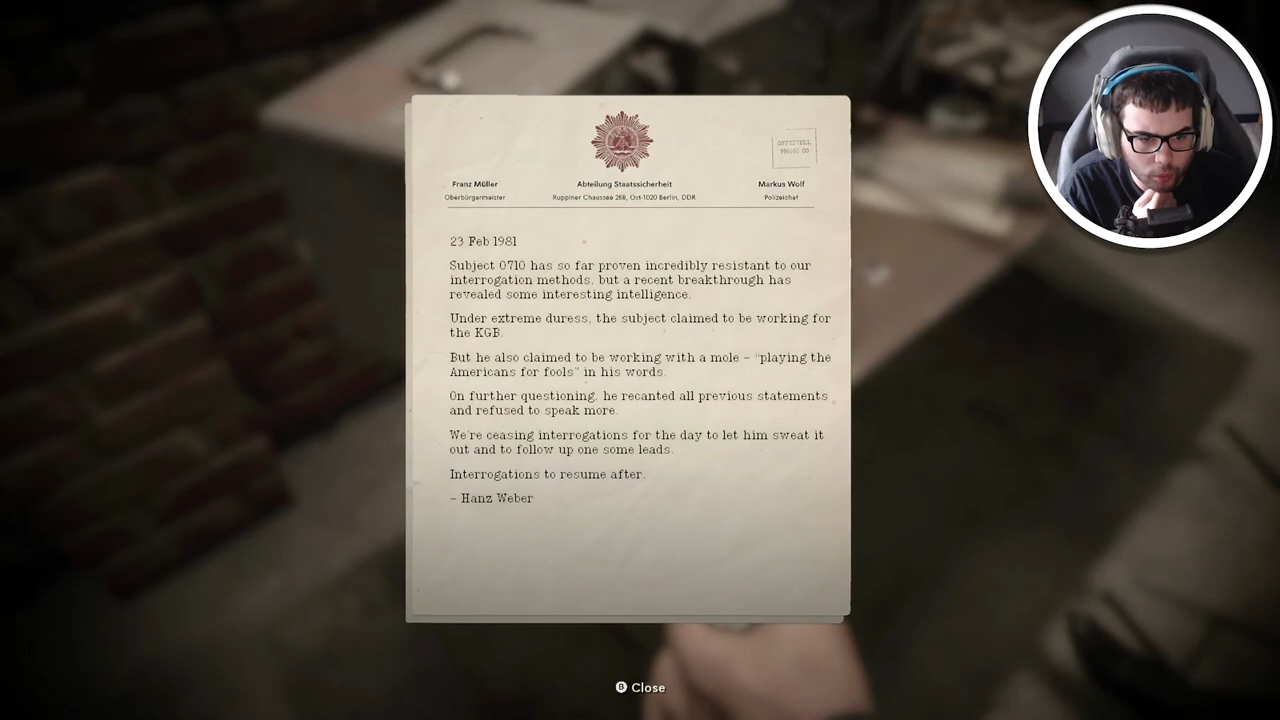 OFFIZIELL
Franz Müller
Abteilung Staatssicherheit
Markus Wolf
Oberbürgermeister
Ruppiner Chaussee 268, Ost-1020 Berlin, DDR
Polizeichef
23 Feb 1981
Subject 0710 has so far proven incredibly resistant to our
interrogation methods, but a recent breakthrough has
revealed some interesting intelligence.
Under extreme duress, the subject claimed to be working for
the KGB.
But he also claimed to be working with a mole – "playing the
Americans for fools" in his words.
On further questioning, he recanted all previous statements
and refused to speak more.
We're ceasing interrogations for the day to let him sweat it
out and to follow up one some leads.
Interrogations to resume after.
– Hanz Weber
B Close